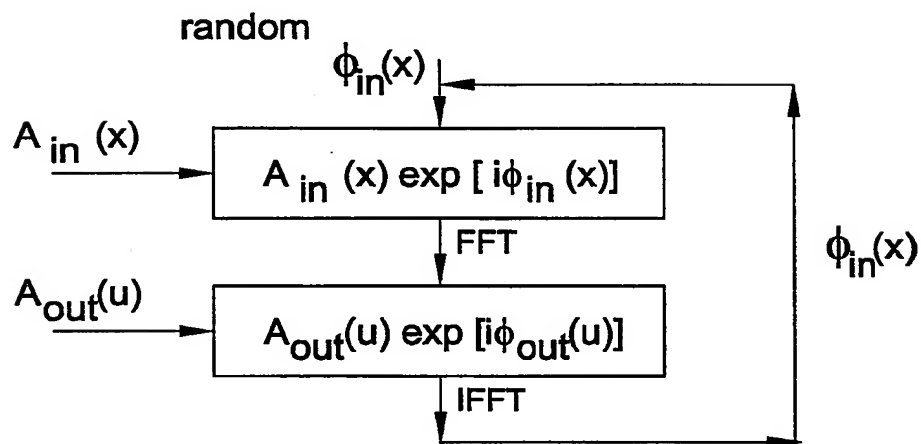 random
ϕin(x)
Ain (x)
Ain (x) exp [ iϕin (x)]
FFT
ϕin(x)
Aout(u)
Aout(u) exp [iϕout(u)]
IFFT